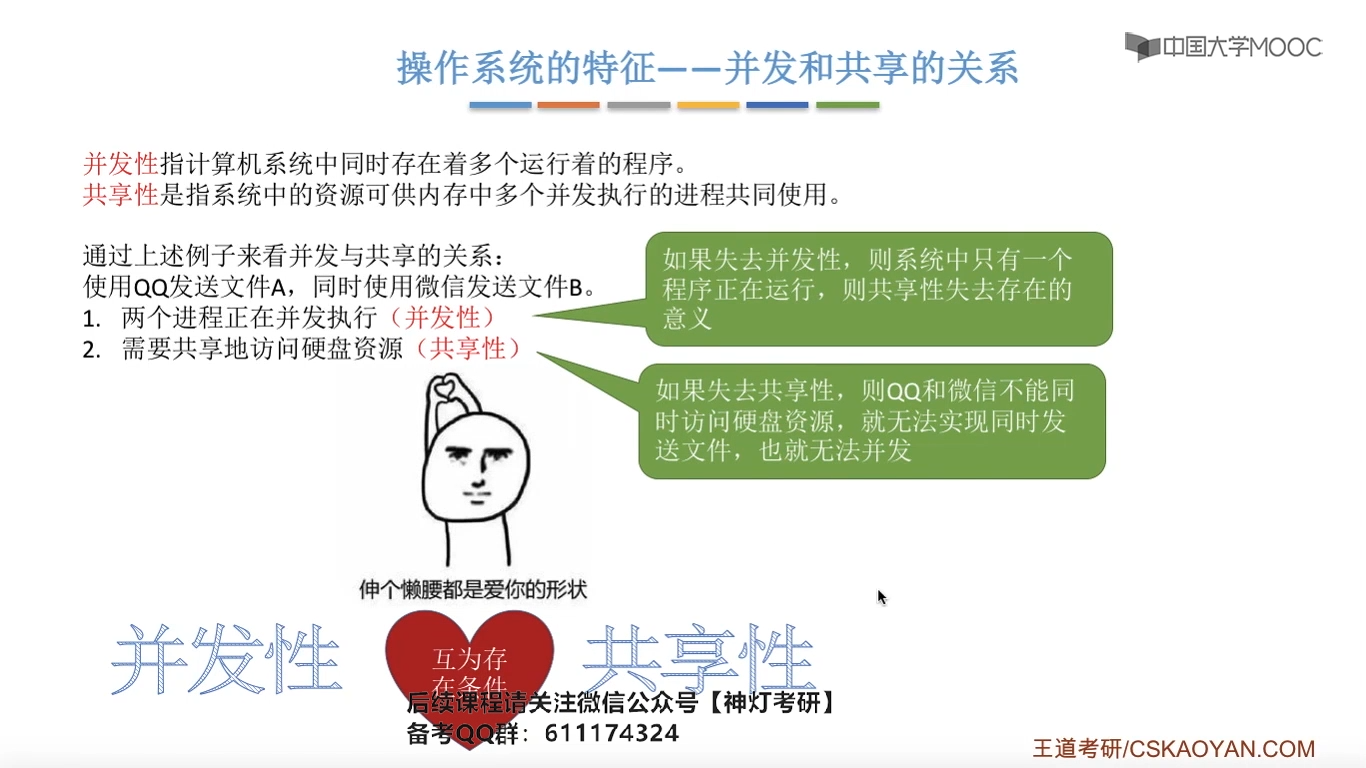 中国大学MOOC
操作系统的特征——并发和共享的关系
并发性指计算机系统中同时存在着多个运行着的程序。
共享性是指系统中的资源可供内存中多个并发执行的进程共同使用。
通过上述例子来看并发与共享的关系：
使用QQ发送文件A，同时使用微信发送文件B。
1. 两个进程正在并发执行（并发性）
2. 需要共享地访问硬盘资源（共享性）
如果失去并发性，则系统中只有一个
程序正在运行，则共享性失去存在的
意义
如果失去共享性，则QQ和微信不能同
时访问硬盘资源，就无法实现同时发
送文件，也就无法并发
伸个懒腰都是爱你的形状
并发性
互为存
在条件
共享性
后续课程请关注微信公众号【神灯考研】
备考QQ群：611174324
王道考研/CSKAOYAN.COM